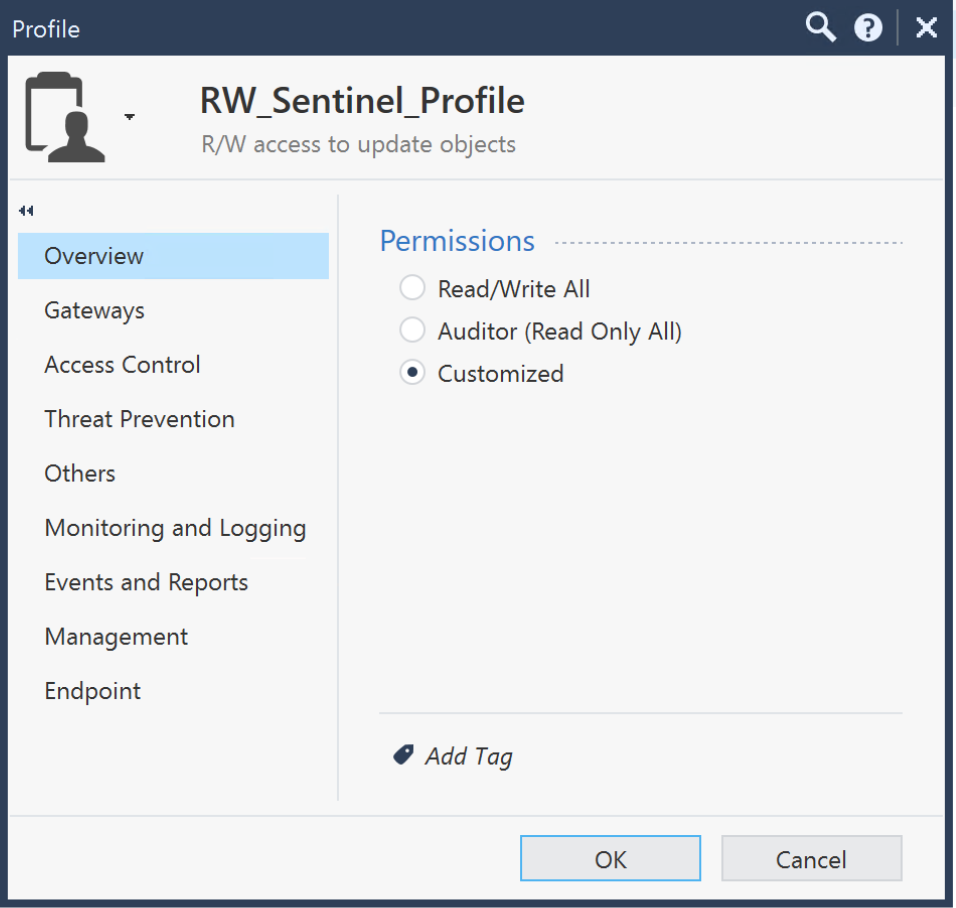 Profile
RW_Sentinel_Profile
R/W access to update objects
Overview
Gateways
Access Control
Threat Prevention
Others
Monitoring and Logging
Events and Reports
Management
Endpoint
Permissions
Read/Write All
Auditor (Read Only All)
Customized
Add Tag
OK
Cancel